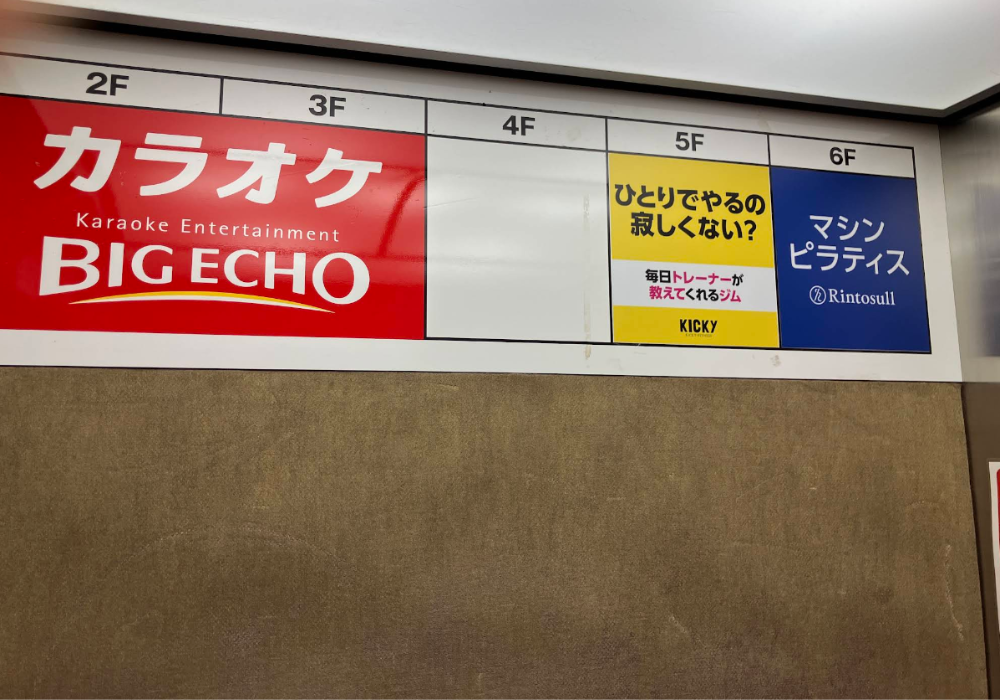 2F
3F
4F
5F
6F
カラオケ
Karaoke Entertainment
BIG ECHO
ひとりでやるの
寂しくない?
毎日トレーナーが
教えてくれるジム
KICKY
マシン
ピラティス
Rintosull